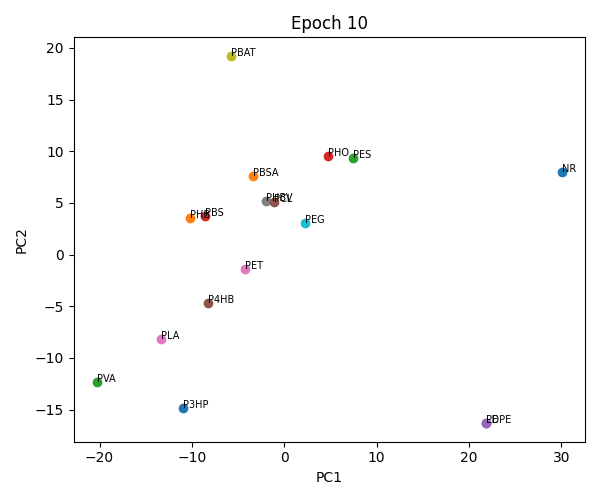 Epoch 10
PC2
20
15
10
5
0
−5
−10
−15
PBAT
PHO
PES
NR
PBSA
PCL
PHB
PBS
PEG
PET
P4HB
PLA
PVA
P3HP
LDPE
−20
−10
0
10
20
30
PC1